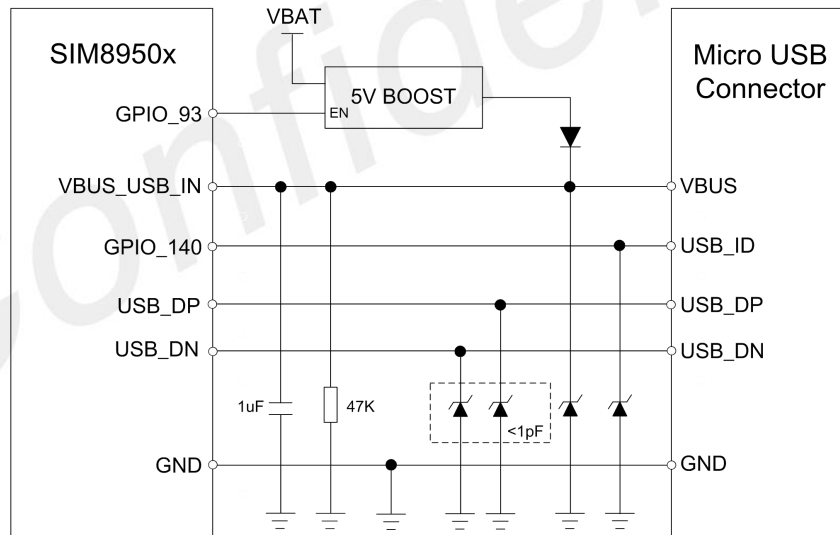 VBAT
SIM8950x
Micro USB
Connector
5V BOOST
EN
GPIO_93
VBUS_USB_IN
VBUS
GPIO_140
USB_ID
USB_DP
USB_DP
USB_DN
USB_DN
1uF
47K
<1pF
GND
GND